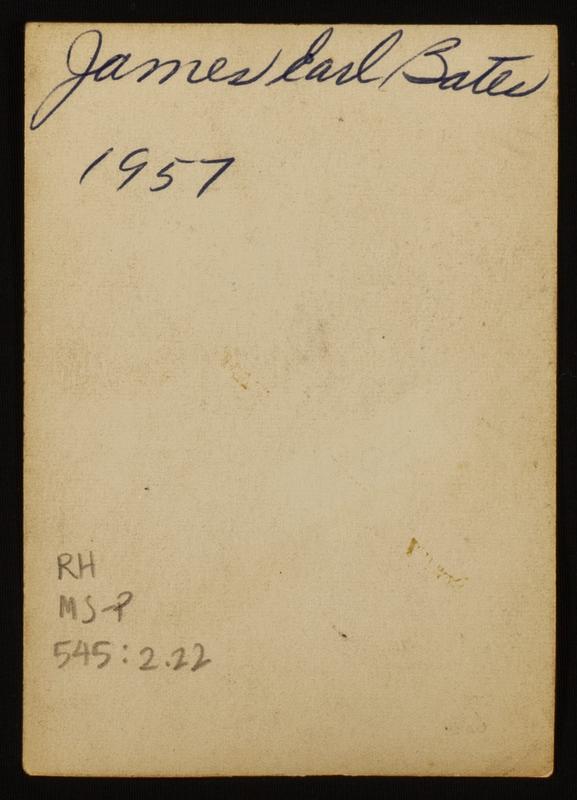 James Earl Bates
1957
RH
MS-P
545:2.22